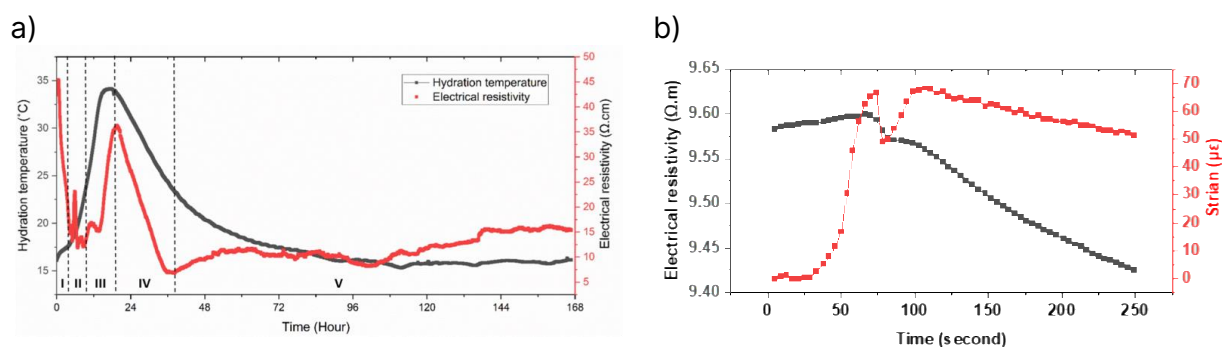 a)
Hydration temperature (°C)
35
30
25
20
15
Hydration temperature
Electrical resistivity
50
45
40
35
30
25
20
15
10
5
Electrical resistivity (Ω.cm)
I II III IV V
0 24 48 72 96 120 144 168
Time (Hour)
b)
Electrical resistivity (Ω.m)
9.65
9.60
9.55
9.50
9.45
9.40
70
60
50
40
30
20
10
0
Strian (με)
0 50 100 150 200 250
Time (second)